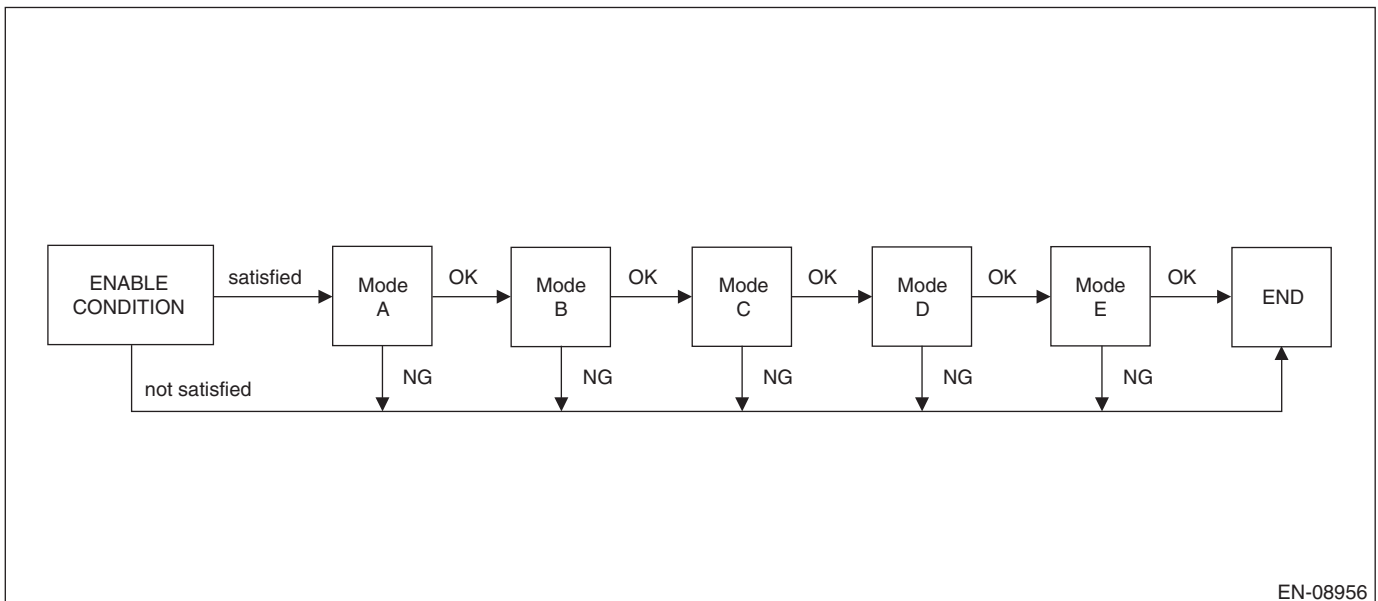 ENABLE
CONDITION
satisfied
Mode
A
OK
Mode
B
OK
Mode
C
OK
Mode
D
OK
Mode
E
OK
END
not satisfied
NG
NG
NG
NG
NG
EN-08956